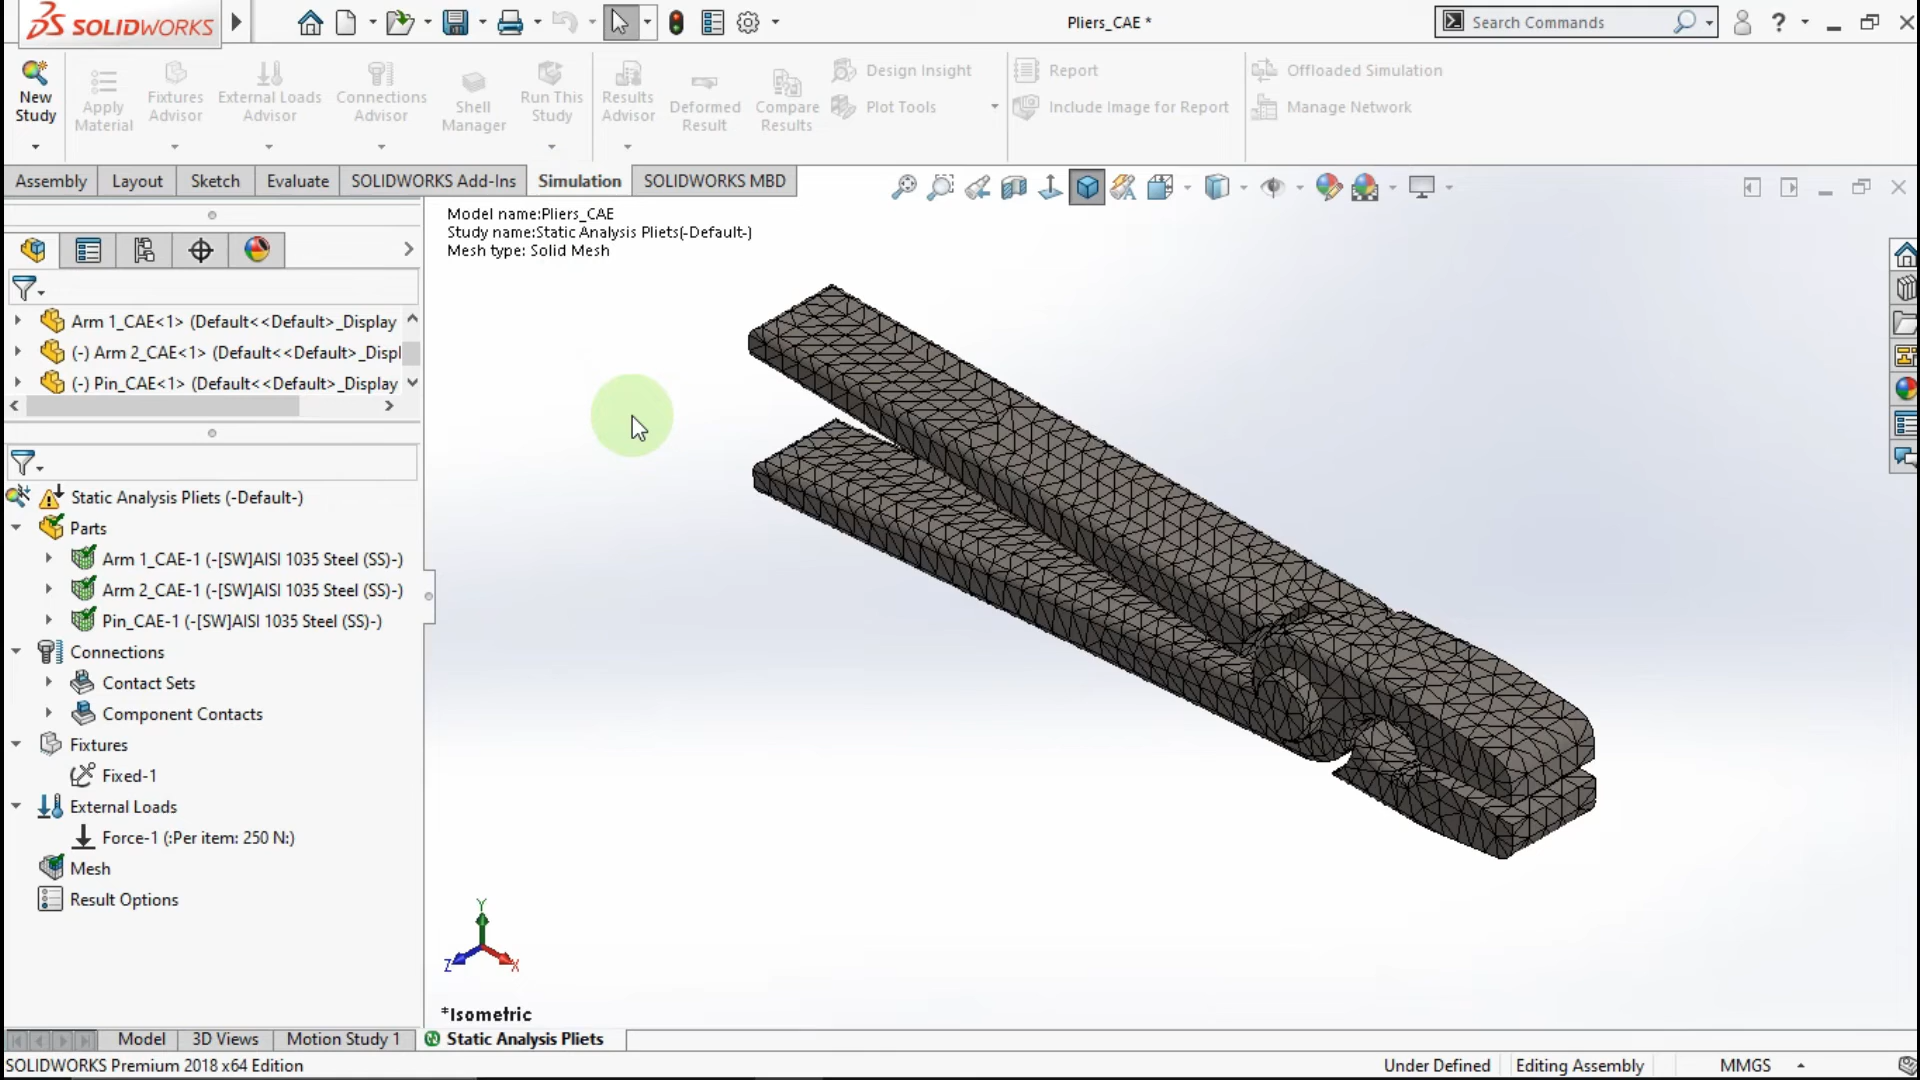 SOLIDWORKS
Pliers_CAE *
Search Commands
?
New
Study
Apply
Material
Fixtures
Advisor
External Loads
Advisor
Connections
Advisor
Shell
Manager
Run This
Study
Results
Advisor
Deformed
Result
Compare
Results
Design Insight
Plot Tools
Report
Include Image for Report
Offloaded Simulation
Manage Network
Assembly
Layout
Sketch
Evaluate
SOLIDWORKS Add-Ins
Simulation
SOLIDWORKS MBD
Model name:Pliers_CAE
Study name:Static Analysis Pliets(-Default-)
Mesh type: Solid Mesh
Arm 1_CAE<1> (Default<<Default>_Display
(-) Arm 2_CAE<1> (Default<<Default>_Displ
(-) Pin_CAE<1> (Default<<Default>_Display
Static Analysis Pliets (-Default-)
Parts
Arm 1_CAE-1 (-[SW]AISI 1035 Steel (SS)-)
Arm 2_CAE-1 (-[SW]AISI 1035 Steel (SS)-)
Pin_CAE-1 (-[SW]AISI 1035 Steel (SS)-)
Connections
Contact Sets
Component Contacts
Fixtures
Fixed-1
External Loads
Force-1 (:Per item: 250 N:)
Mesh
Result Options
Y
Z
X
*Isometric
Model
3D Views
Motion Study 1
Static Analysis Pliets
SOLIDWORKS Premium 2018 x64 Edition
Under Defined
Editing Assembly
MMGS